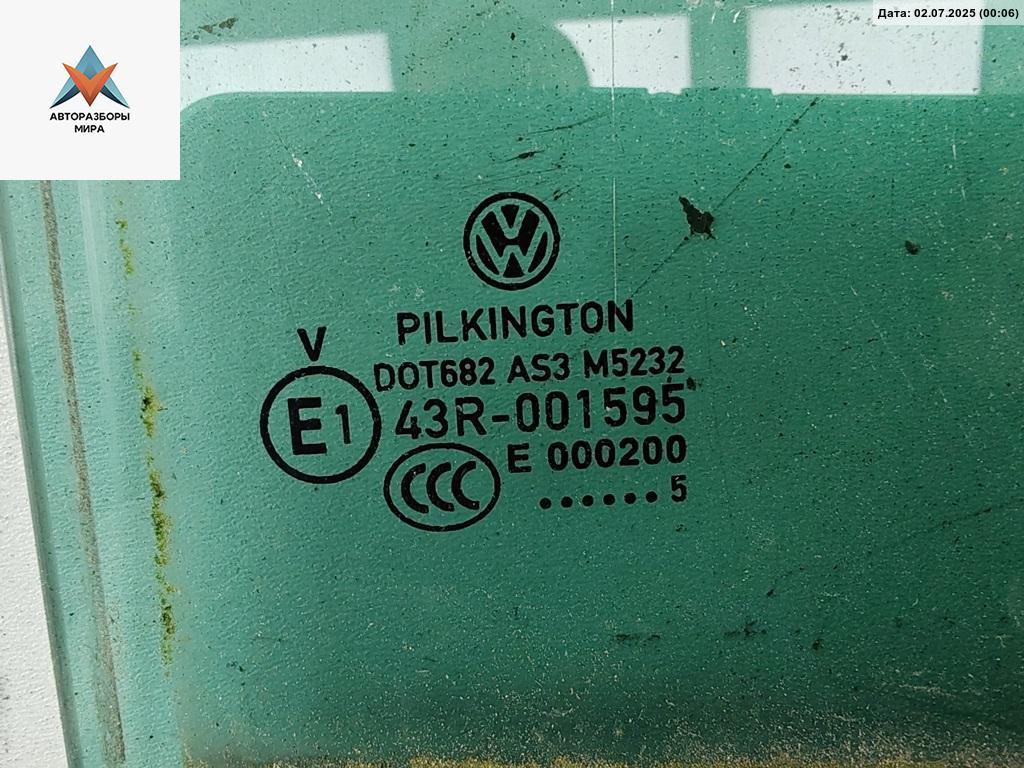 Дата: 02.07.2025 (00:06)
АВТОРАЗБОРЫ
МИРА
PILKINGTON
V
DOT682 AS3 M5232
E1 43R-001595
CCC E 000200
......5